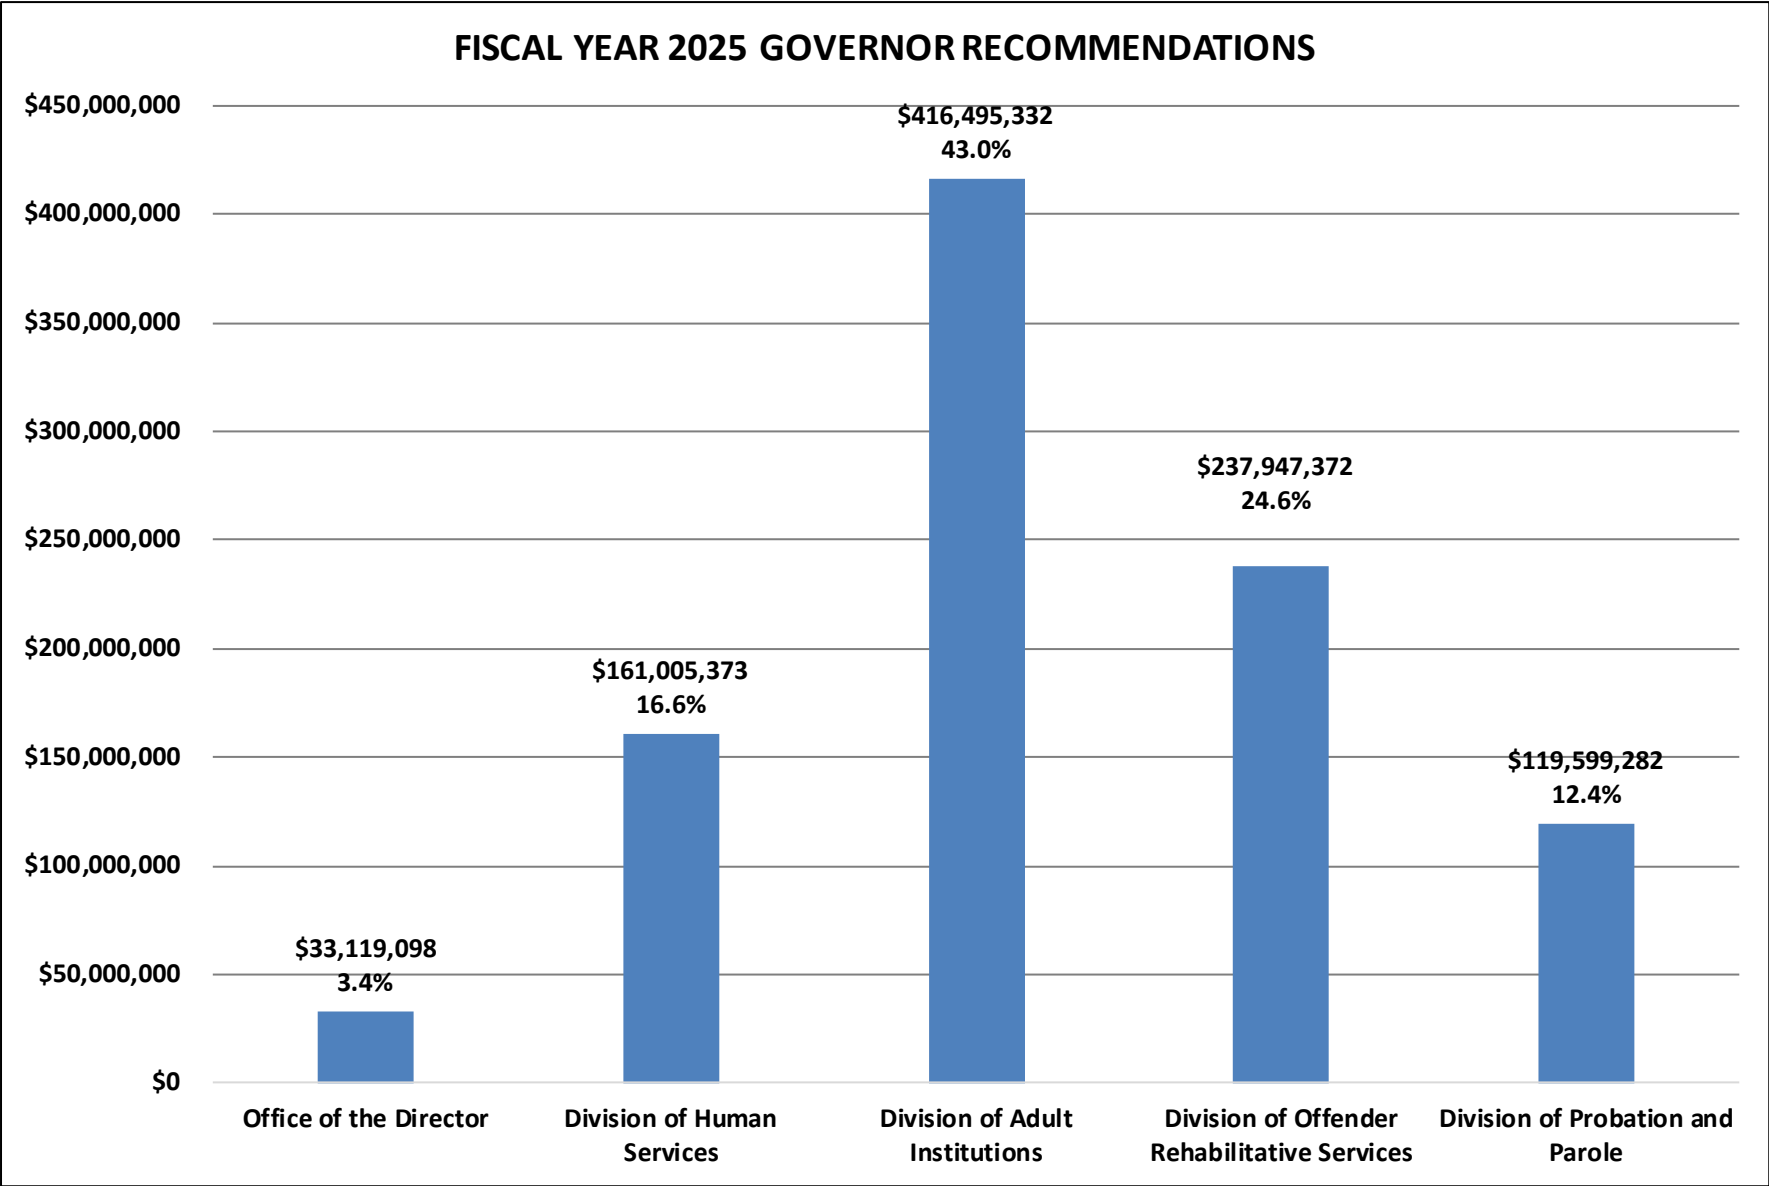 FISCAL YEAR 2025 GOVERNOR RECOMMENDATIONS
$450,000,000
$400,000,000
$350,000,000
$300,000,000
$250,000,000
$200,000,000
$150,000,000
$100,000,000
$50,000,000
$0
$33,119,098
3.4%
$161,005,373
16.6%
$416,495,332
43.0%
$237,947,372
24.6%
$119,599,282
12.4%
Office of the Director
Division of Human
Services
Division of Adult
Institutions
Division of Offender
Rehabilitative Services
Division of Probation and
Parole